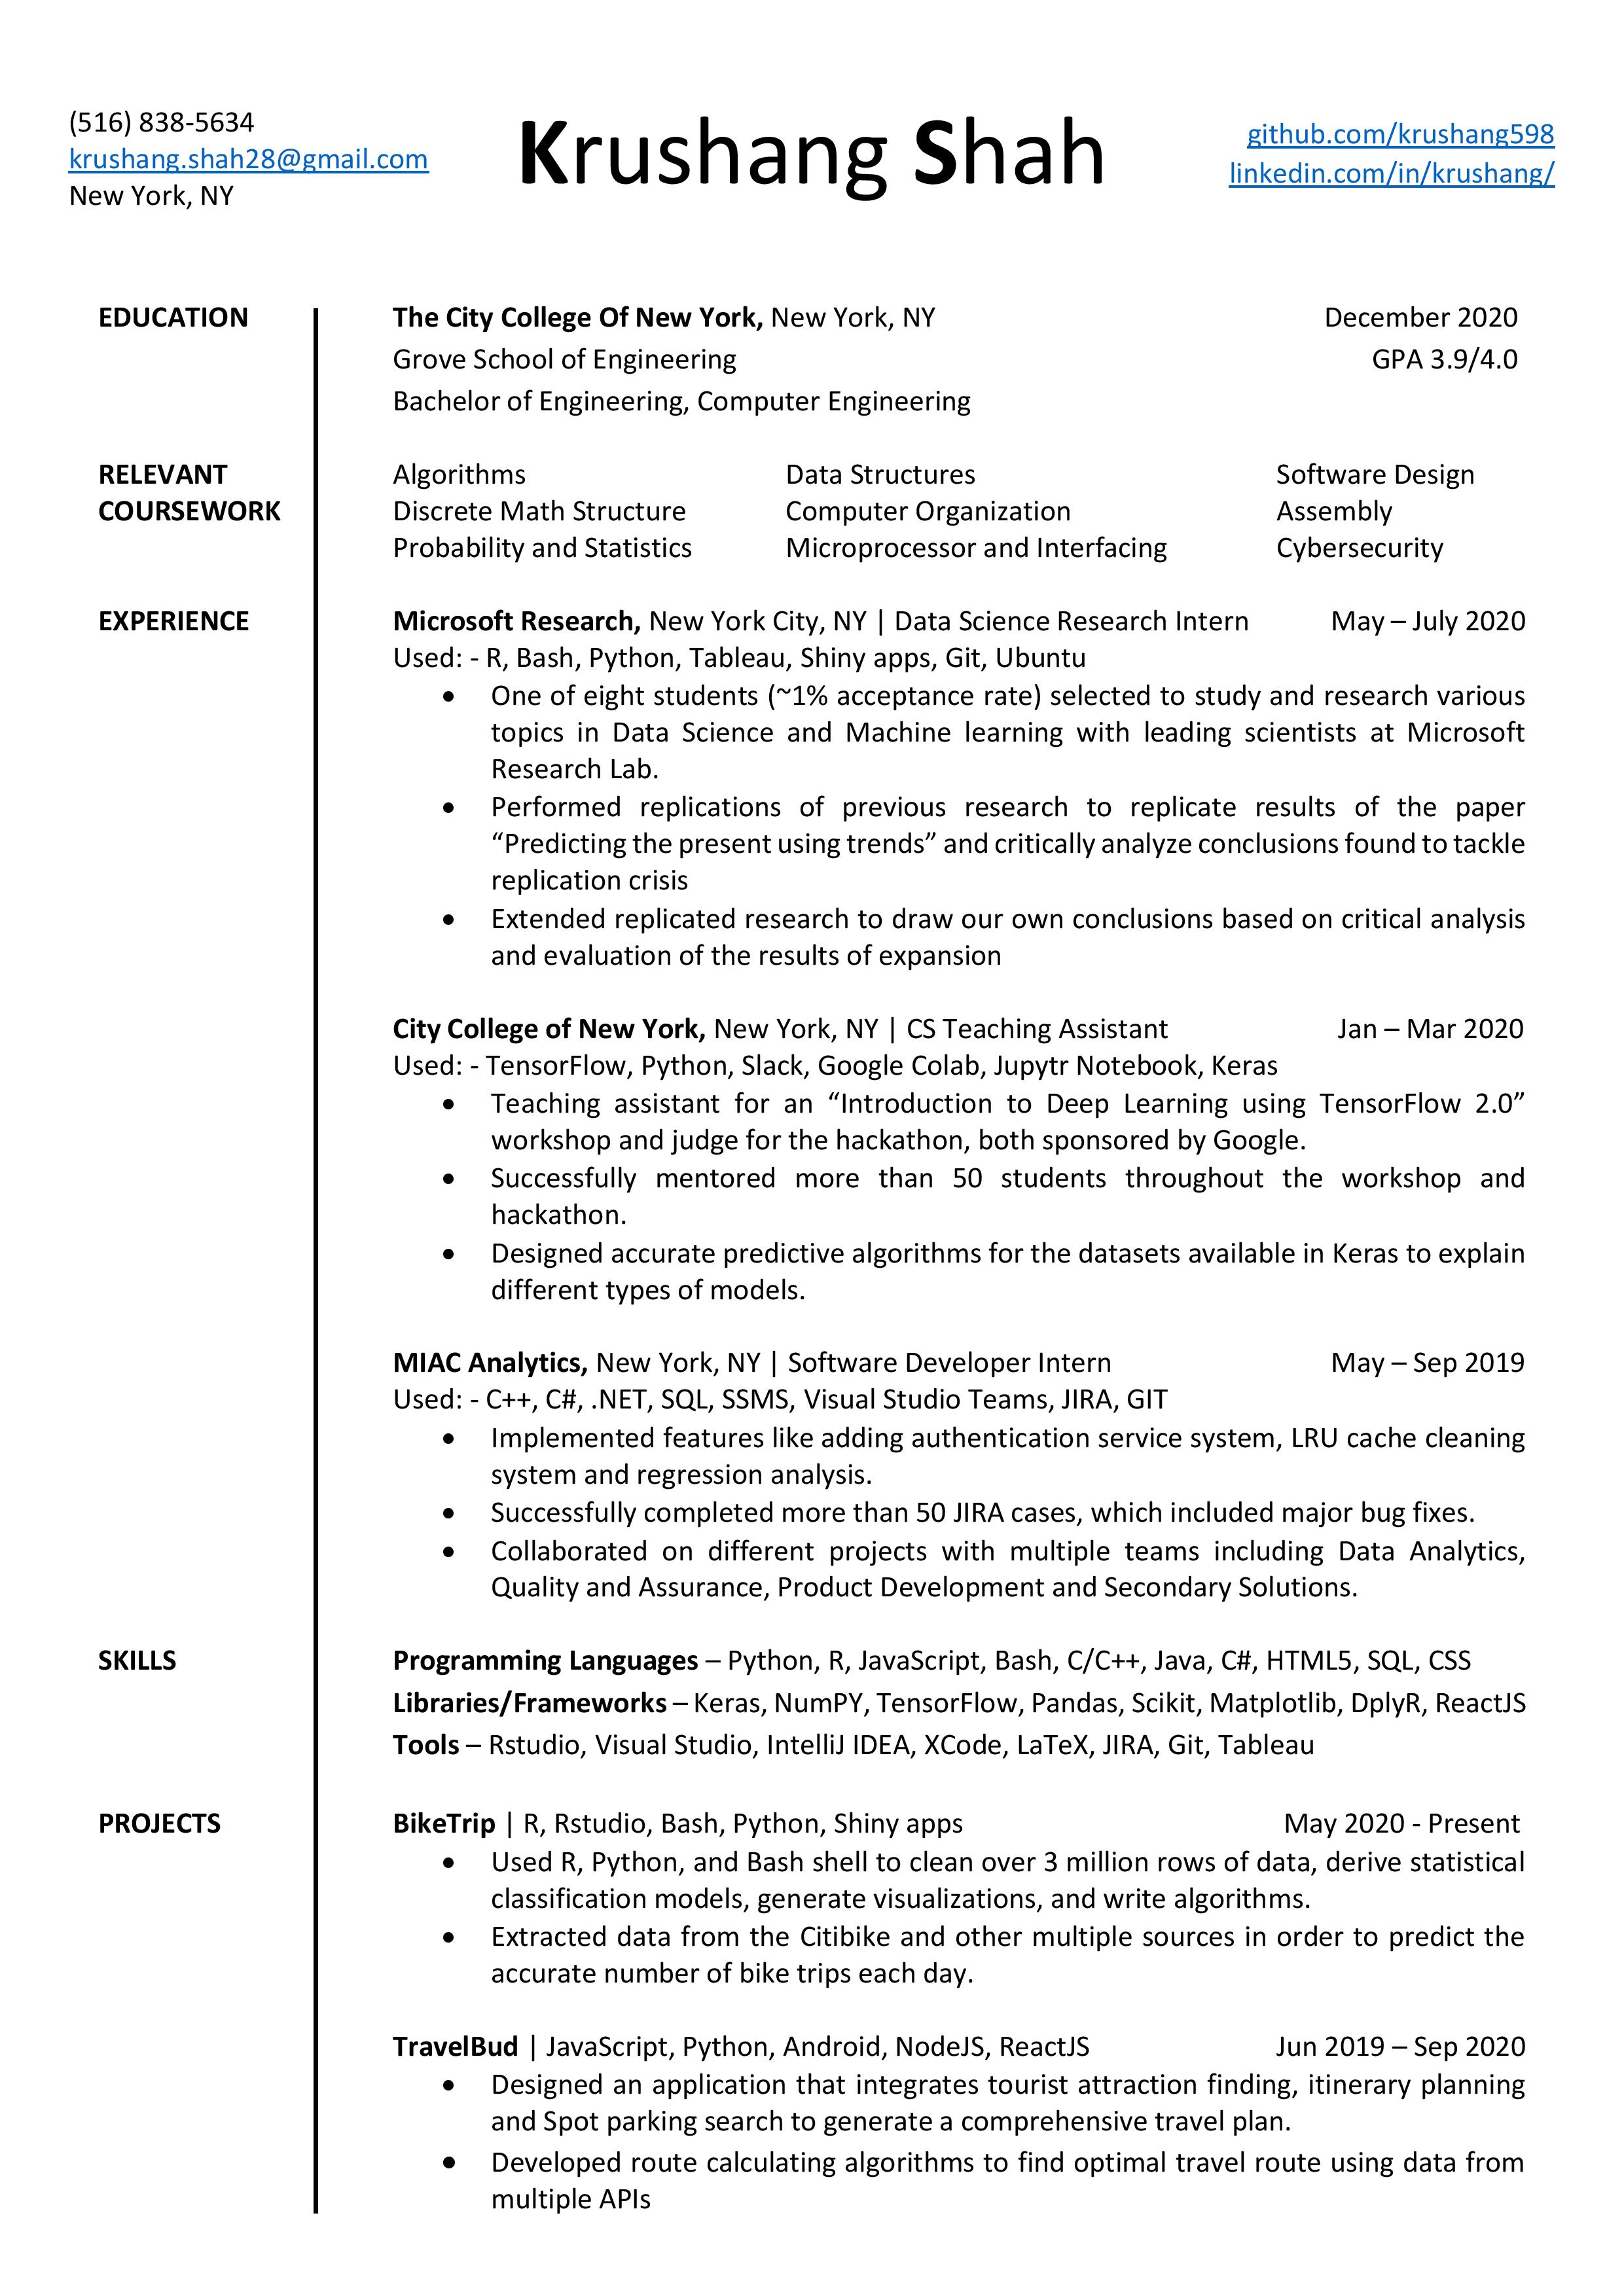 (516) 838-5634
krushang.shah28@gmail.com
New York, NY
Krushang Shah
github.com/krushang598
linkedin.com/in/krushang/
EDUCATION
The City College Of New York, New York, NY December 2020
Grove School of Engineering GPA 3.9/4.0
Bachelor of Engineering, Computer Engineering
RELEVANT
COURSEWORK
Algorithms Data Structures Software Design
Discrete Math Structure Computer Organization Assembly
Probability and Statistics Microprocessor and Interfacing Cybersecurity
EXPERIENCE
Microsoft Research, New York City, NY | Data Science Research Intern May – July 2020
Used: - R, Bash, Python, Tableau, Shiny apps, Git, Ubuntu
• One of eight students (~1% acceptance rate) selected to study and research various
topics in Data Science and Machine learning with leading scientists at Microsoft
Research Lab.
• Performed replications of previous research to replicate results of the paper
“Predicting the present using trends” and critically analyze conclusions found to tackle
replication crisis
• Extended replicated research to draw our own conclusions based on critical analysis
and evaluation of the results of expansion
City College of New York, New York, NY | CS Teaching Assistant Jan – Mar 2020
Used: - TensorFlow, Python, Slack, Google Colab, Jupytr Notebook, Keras
• Teaching assistant for an “Introduction to Deep Learning using TensorFlow 2.0”
workshop and judge for the hackathon, both sponsored by Google.
• Successfully mentored more than 50 students throughout the workshop and
hackathon.
• Designed accurate predictive algorithms for the datasets available in Keras to explain
different types of models.
MIAC Analytics, New York, NY | Software Developer Intern May – Sep 2019
Used: - C++, C#, .NET, SQL, SSMS, Visual Studio Teams, JIRA, GIT
• Implemented features like adding authentication service system, LRU cache cleaning
system and regression analysis.
• Successfully completed more than 50 JIRA cases, which included major bug fixes.
• Collaborated on different projects with multiple teams including Data Analytics,
Quality and Assurance, Product Development and Secondary Solutions.
SKILLS
Programming Languages – Python, R, JavaScript, Bash, C/C++, Java, C#, HTML5, SQL, CSS
Libraries/Frameworks – Keras, NumPY, TensorFlow, Pandas, Scikit, Matplotlib, DplyR, ReactJS
Tools – Rstudio, Visual Studio, IntelliJ IDEA, XCode, LaTeX, JIRA, Git, Tableau
PROJECTS
BikeTrip | R, Rstudio, Bash, Python, Shiny apps May 2020 - Present
• Used R, Python, and Bash shell to clean over 3 million rows of data, derive statistical
classification models, generate visualizations, and write algorithms.
• Extracted data from the Citibike and other multiple sources in order to predict the
accurate number of bike trips each day.
TravelBud | JavaScript, Python, Android, NodeJS, ReactJS Jun 2019 – Sep 2020
• Designed an application that integrates tourist attraction finding, itinerary planning
and Spot parking search to generate a comprehensive travel plan.
• Developed route calculating algorithms to find optimal travel route using data from
multiple APIs